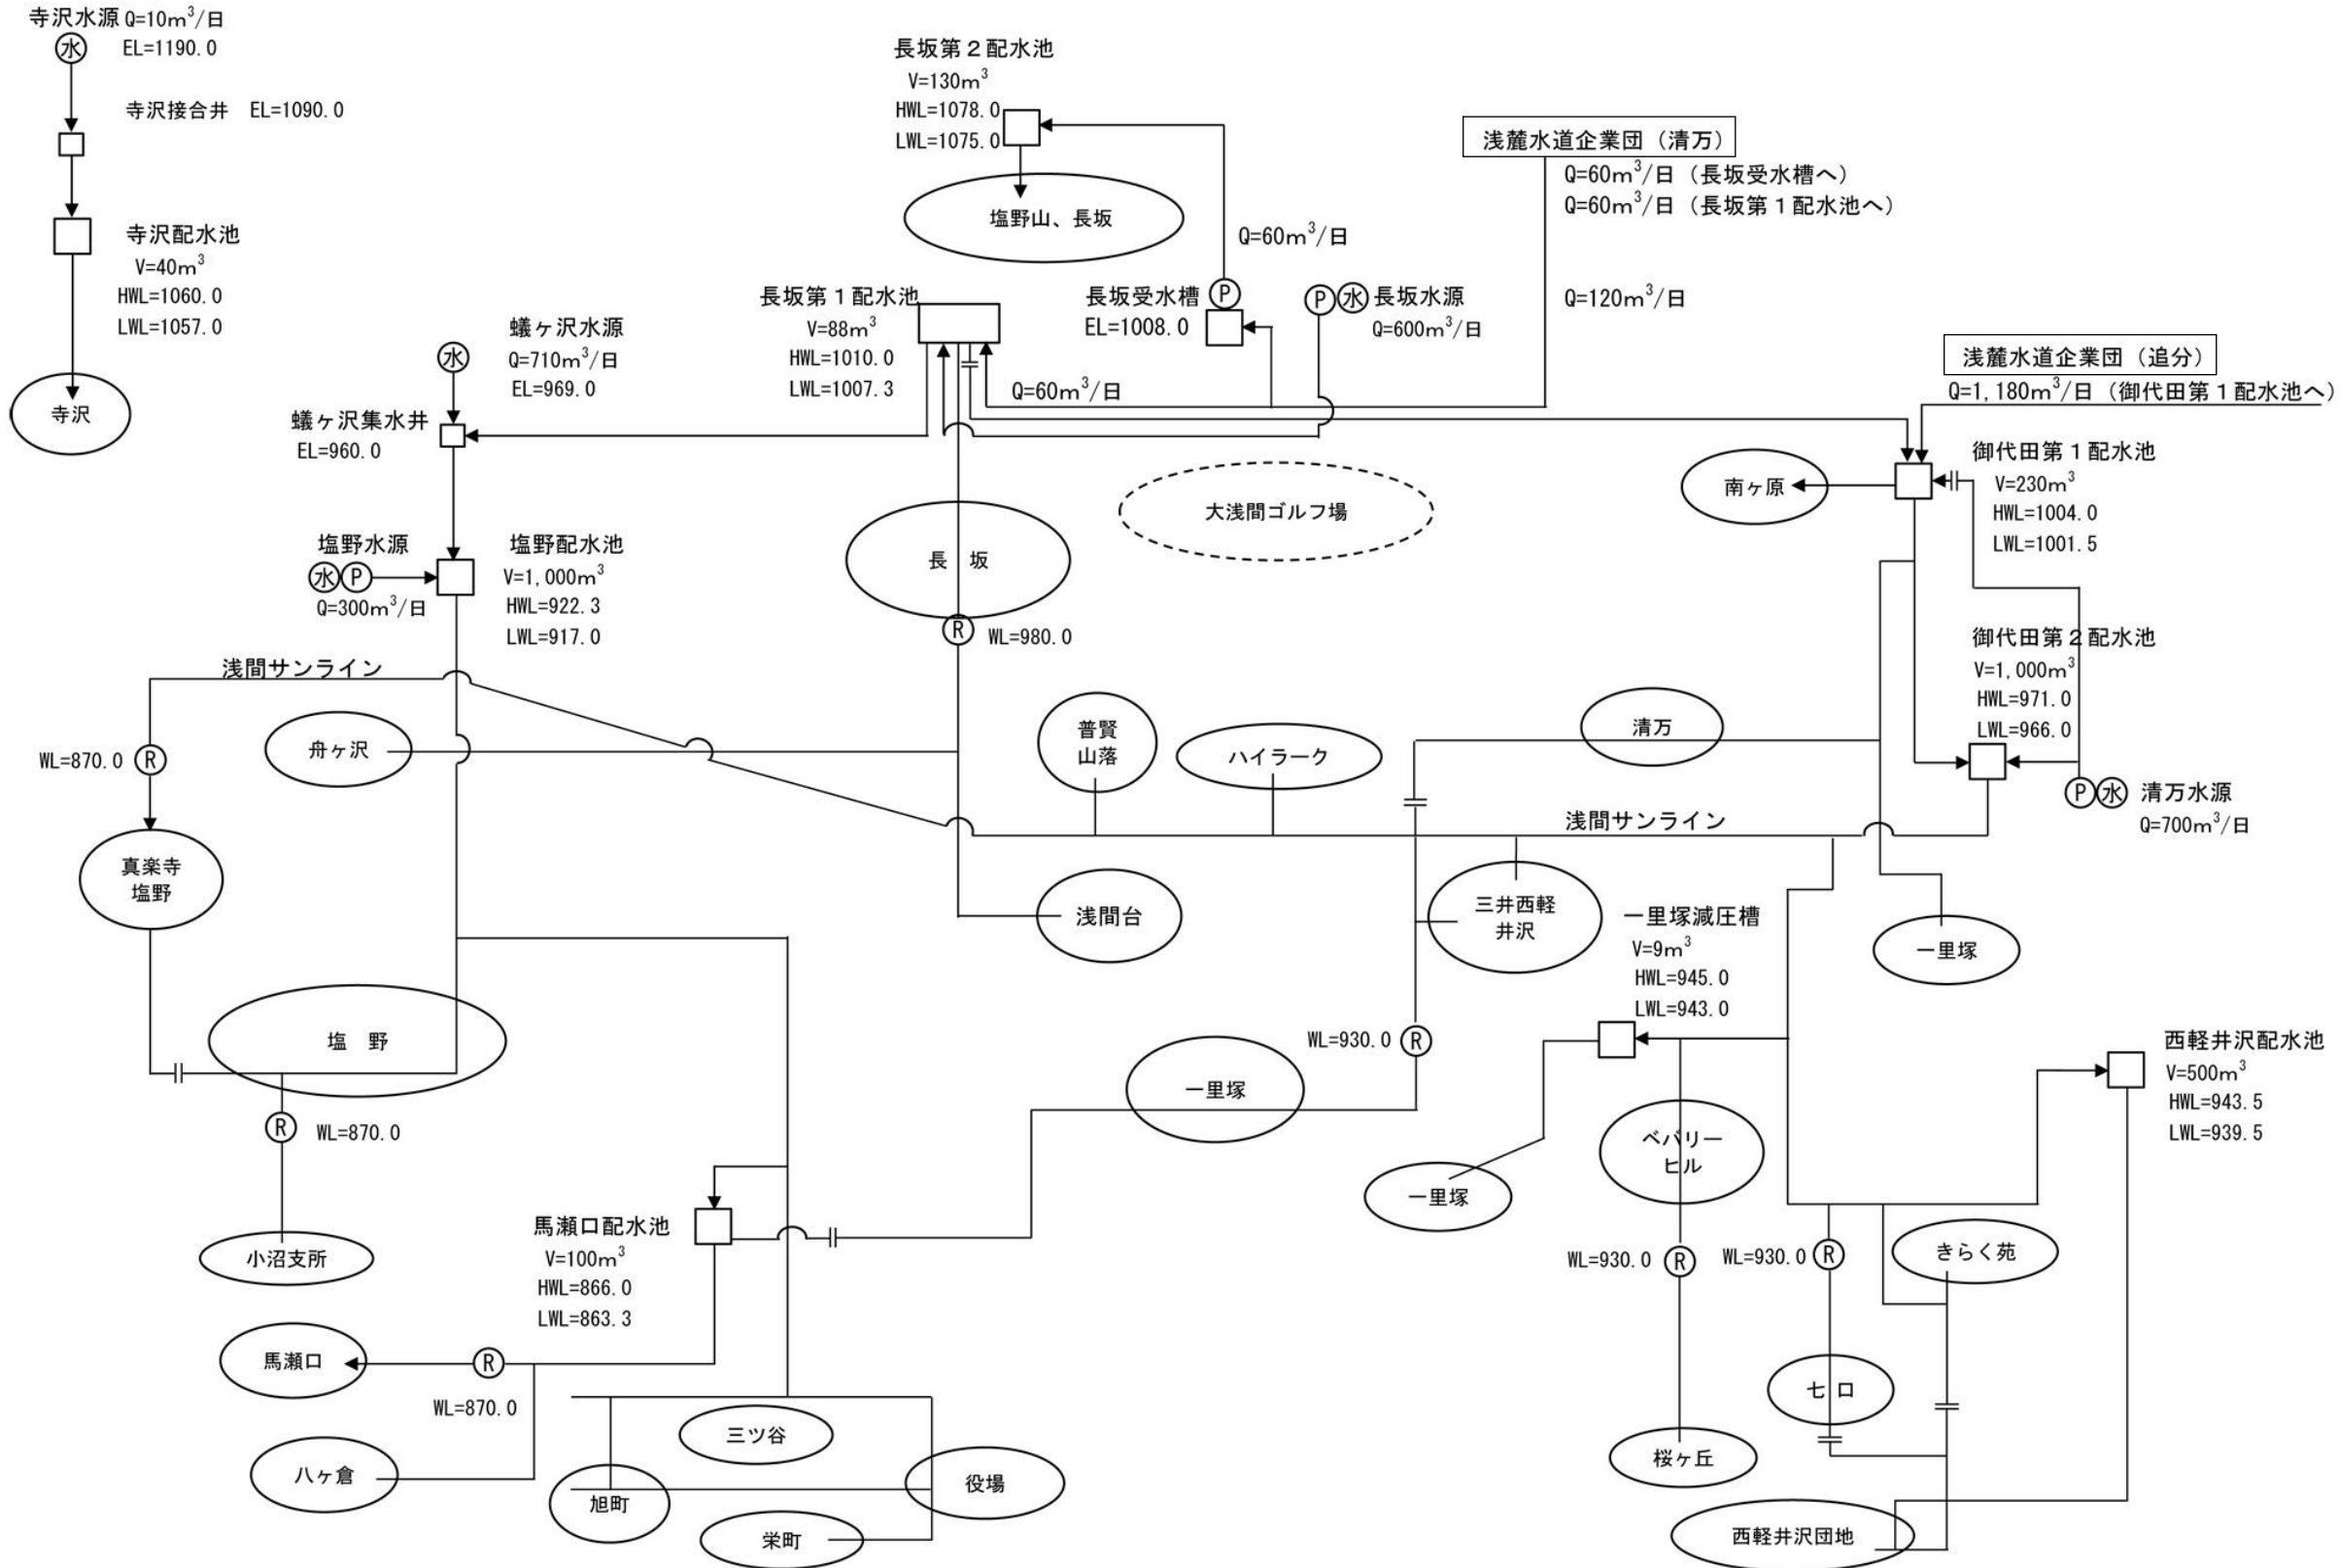 寺沢水源 Q=10m³/日
水
EL=1190.0
寺沢接合井 EL=1090.0
寺沢配水池
V=40m³
HWL=1060.0
LWL=1057.0
寺沢
長坂第2配水池
V=130m³
HWL=1078.0
LWL=1075.0
塩野山、長坂
Q=60m³/日
浅麓水道企業団（清万）
Q=60m³/日（長坂受水槽へ）
Q=60m³/日（長坂第1配水池へ）
Q=120m³/日
蟻ヶ沢水源
水
Q=710m³/日
EL=969.0
蟻ヶ沢集水井
EL=960.0
長坂第1配水池
V=88m³
HWL=1010.0
LWL=1007.3
Q=60m³/日
長坂受水槽
P
EL=1008.0
P水 長坂水源
Q=600m³/日
浅麓水道企業団（追分）
Q=1,180m³/日（御代田第1配水池へ）
御代田第1配水池
V=230m³
HWL=1004.0
LWL=1001.5
南ヶ原
大浅間ゴルフ場
長 坂
R
WL=980.0
塩野水源
水P
Q=300m³/日
塩野配水池
V=1,000m³
HWL=922.3
LWL=917.0
御代田第2配水池
V=1,000m³
HWL=971.0
LWL=966.0
P水 清万水源
Q=700m³/日
浅間サンライン
WL=870.0 R
舟ヶ沢
普賢
山落
ハイラーク
清万
浅間サンライン
真楽寺
塩野
浅間台
三井西軽
井沢
一里塚減圧槽
V=9m³
HWL=945.0
LWL=943.0
一里塚
塩 野
R
WL=870.0
小沼支所
WL=930.0 R
一里塚
一里塚
ベバリー
ヒル
西軽井沢配水池
V=500m³
HWL=943.5
LWL=939.5
馬瀬口配水池
V=100m³
HWL=866.0
LWL=863.3
WL=930.0 R
WL=930.0 R
きらく苑
馬瀬口
R
WL=870.0
八ヶ倉
三ツ谷
旭町
役場
栄町
七口
桜ヶ丘
西軽井沢団地